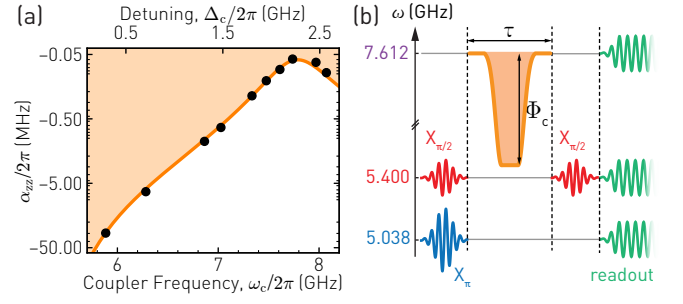 (a)
Detuning, Δc/2π (GHz)
0.5 1.5 2.5
αzz/2π (MHz)
−0.05
−0.50
−5.00
−50.00
6 7 8
Coupler Frequency, ωc/2π (GHz)
(b)
ω (GHz)
τ
7.612
Φc
Xπ/2 Xπ/2
5.400
5.038
Xπ
readout